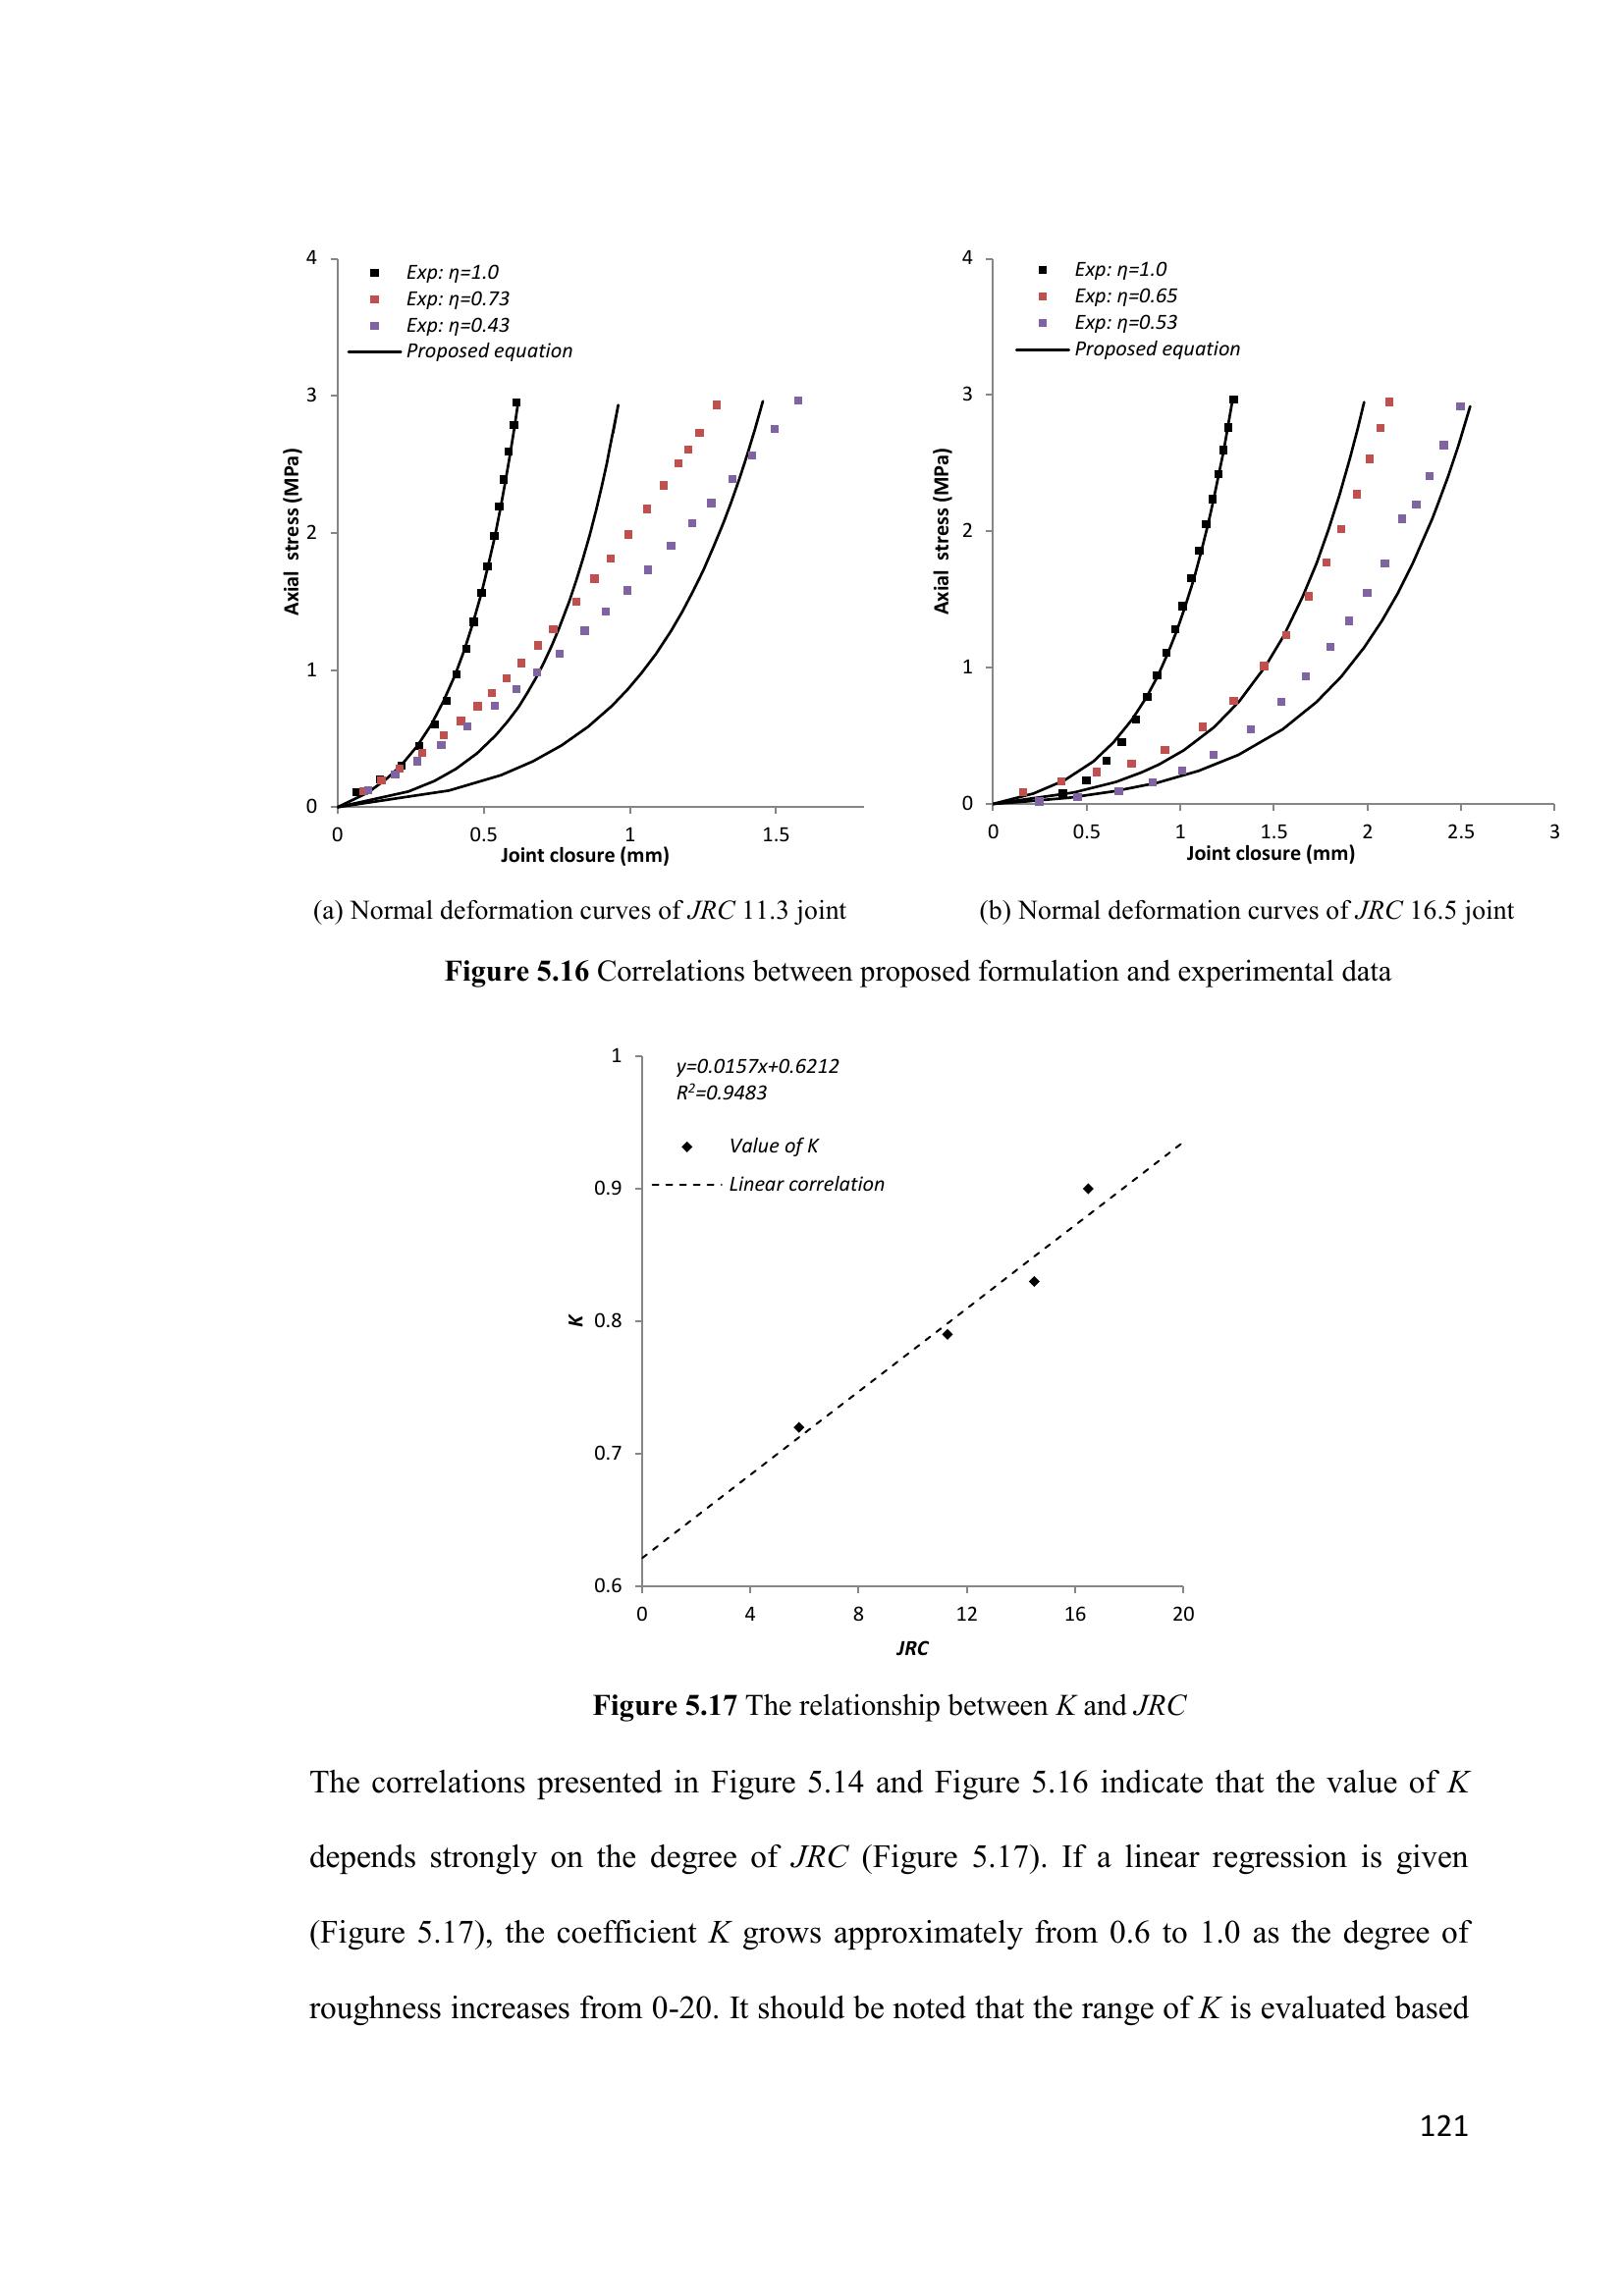 4
3
2
1
0
Axial stress (MPa)
Exp: η=1.0
Exp: η=0.73
Exp: η=0.43
Proposed equation
0 0.5 1 1.5
Joint closure (mm)
(a) Normal deformation curves of JRC 11.3 joint
4
3
2
1
0
Axial stress (MPa)
Exp: η=1.0
Exp: η=0.65
Exp: η=0.53
Proposed equation
0 0.5 1 1.5 2 2.5 3
Joint closure (mm)
(b) Normal deformation curves of JRC 16.5 joint
Figure 5.16 Correlations between proposed formulation and experimental data
1
0.9
0.8
0.7
0.6
K
y=0.0157x+0.6212
R²=0.9483
Value of K
Linear correlation
0 4 8 12 16 20
JRC
Figure 5.17 The relationship between K and JRC
The correlations presented in Figure 5.14 and Figure 5.16 indicate that the value of K
depends strongly on the degree of JRC (Figure 5.17). If a linear regression is given
(Figure 5.17), the coefficient K grows approximately from 0.6 to 1.0 as the degree of
roughness increases from 0-20. It should be noted that the range of K is evaluated based
121